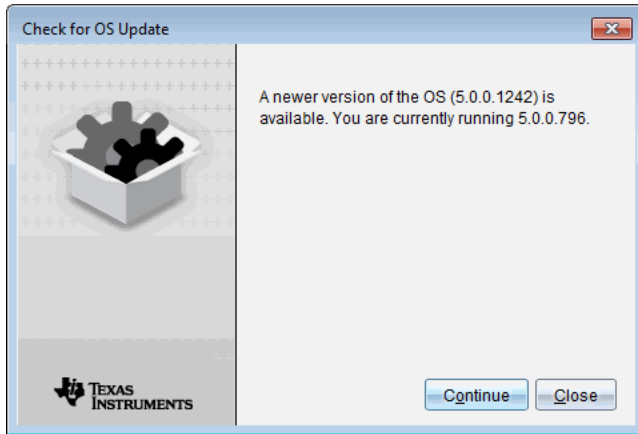 Check for OS Update
A newer version of the OS (5.0.0.1242) is
available. You are currently running 5.0.0.796.
TEXAS
INSTRUMENTS
Continue
Close